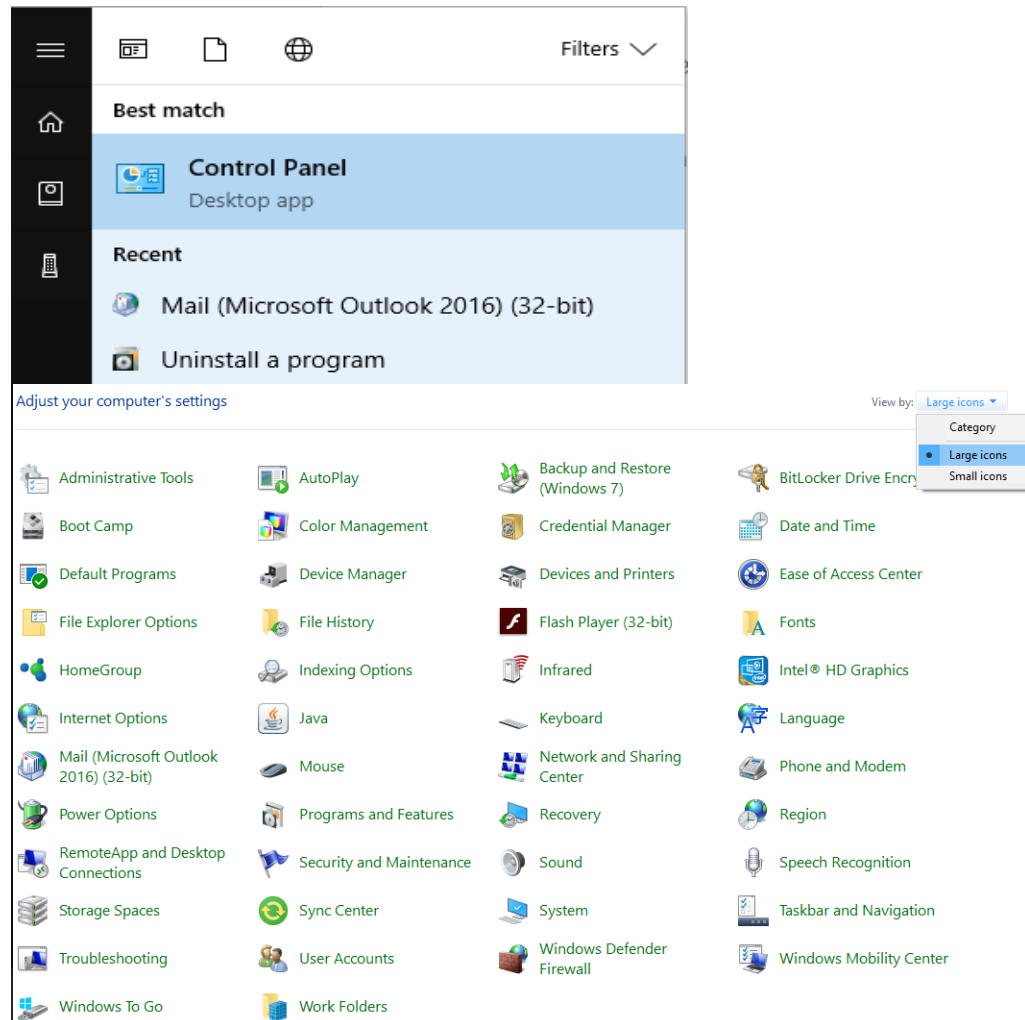 Filters
Best match
Control Panel
Desktop app
Recent
Mail (Microsoft Outlook 2016) (32-bit)
Uninstall a program
Adjust your computer's settings
View by: Large icons
Category
Large icons
Small icons
Administrative Tools
AutoPlay
Backup and Restore
(Windows 7)
BitLocker Drive
Boot Camp
Color Management
Credential Manager
Date and Time
Default Programs
Device Manager
Devices and Printers
Ease of Access Center
File Explorer Options
File History
Flash Player (32-bit)
Fonts
HomeGroup
Indexing Options
Infrared
Intel® HD Graphics
Internet Options
Java
Keyboard
Language
Mail (Microsoft Outlook
2016) (32-bit)
Mouse
Network and Sharing
Center
Phone and Modem
Power Options
Programs and Features
Recovery
Region
RemoteApp and Desktop
Connections
Security and Maintenance
Sound
Speech Recognition
Storage Spaces
Sync Center
System
Taskbar and Navigation
Troubleshooting
User Accounts
Windows Defender
Firewall
Windows Mobility Center
Windows To Go
Work Folders